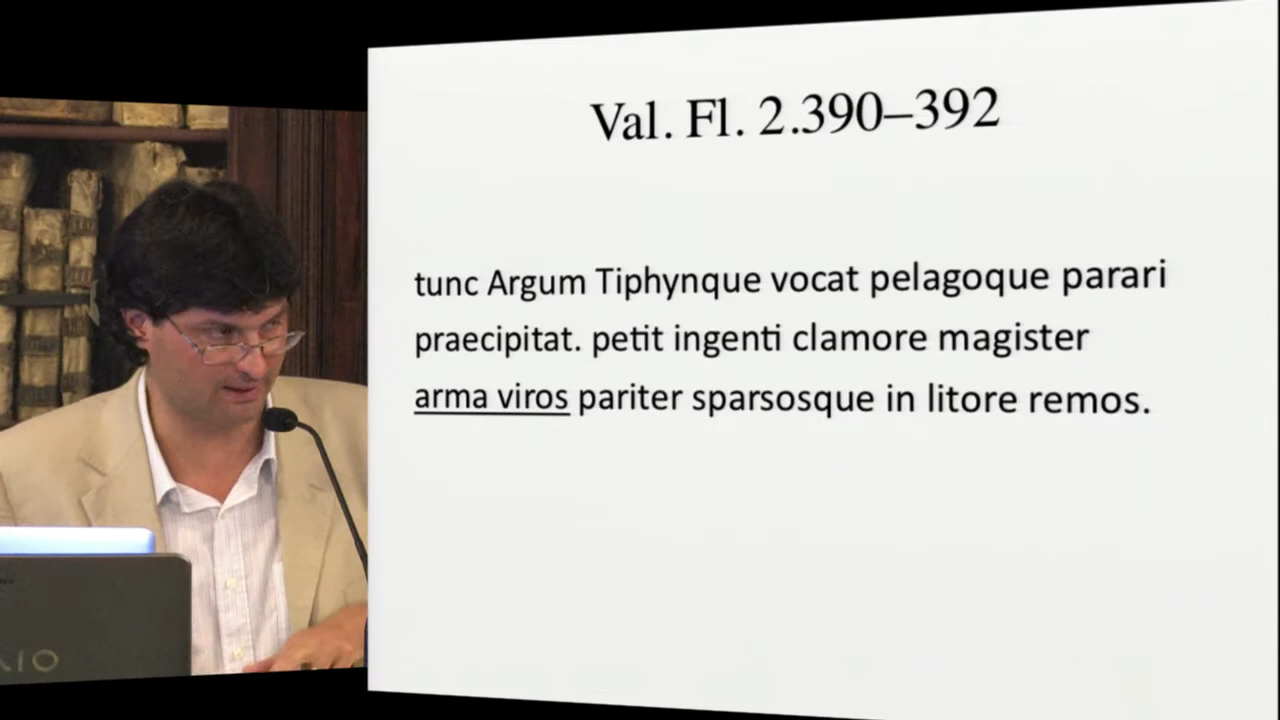 Val. Fl. 2.390–392
tunc Argum Tiphynque vocat pelagoque parari
praecipitat. petit ingenti clamore magister
arma viros pariter sparsosque in litore remos.